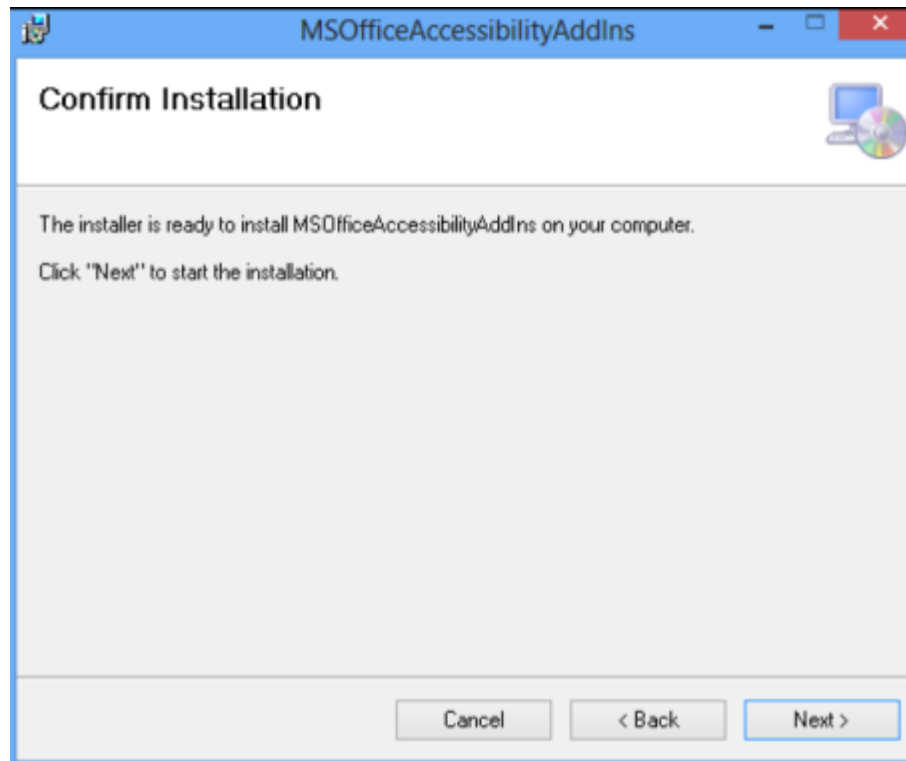 MSOfficeAccessibilityAddIns
Confirm Installation
The installer is ready to install MSOfficeAccessibilityAddIns on your computer.
Click "Next" to start the installation.
Cancel < Back Next >